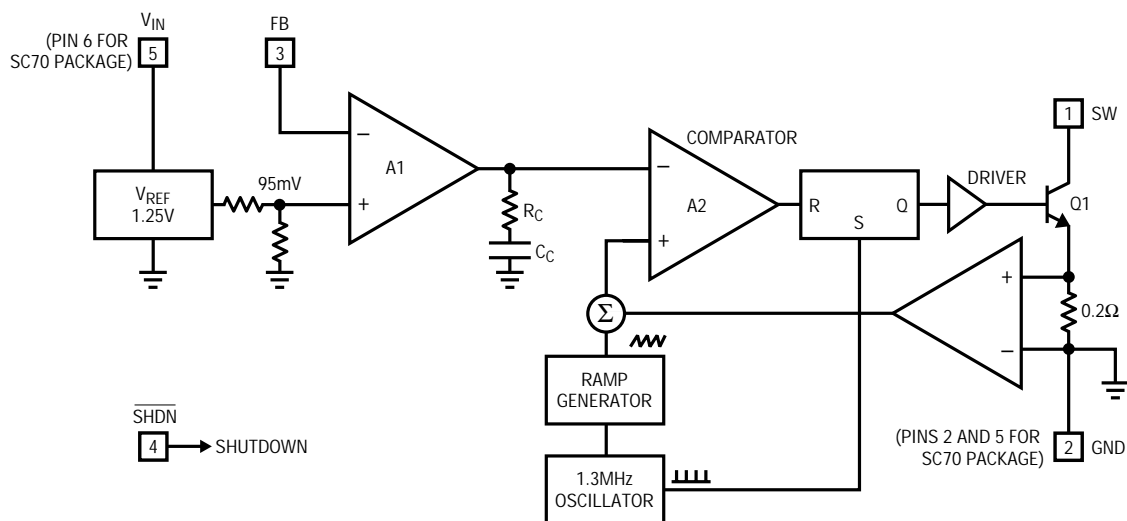 VIN
(PIN 6 FOR
SC70 PACKAGE)
5
FB
3
VREF
1.25V
95mV
−
A1
+
RC
CC
COMPARATOR
−
A2
+
R
Q
S
DRIVER
1
SW
Q1
+
−
0.2Ω
Σ
RAMP
GENERATOR
1.3MHz
OSCILLATOR
SHDN
4
SHUTDOWN
(PINS 2 AND 5 FOR
SC70 PACKAGE)
2
GND